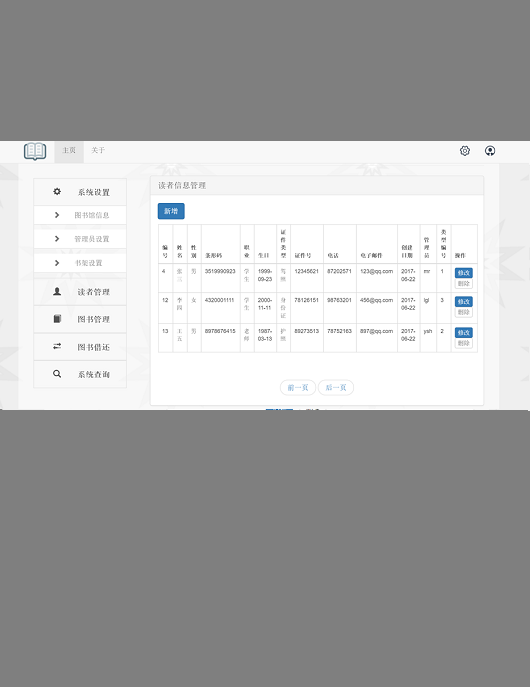 主页 关于
系统设置
图书馆信息
管理员设置
书架设置
读者管理
图书管理
图书借还
系统查询
读者信息管理
新增
编号 姓名 性别 条形码 职业 生日 证件类型 证件号 电话 电子邮件 创建日期 管理员 类型编号 操作
4 张三 男 3519990923 学生 1999-09-23 驾照 12345621 87202571 123@qq.com 2017-06-22 mr 1 修改 删除
12 李四 女 4320001111 学生 2000-11-11 身份证 78126151 98763201 456@qq.com 2017-06-22 lgl 3 修改 删除
13 王五 男 8978676415 老师 1987-03-13 护照 89273513 78752163 897@qq.com 2017-06-22 ysh 2 修改 删除
前一页 后一页